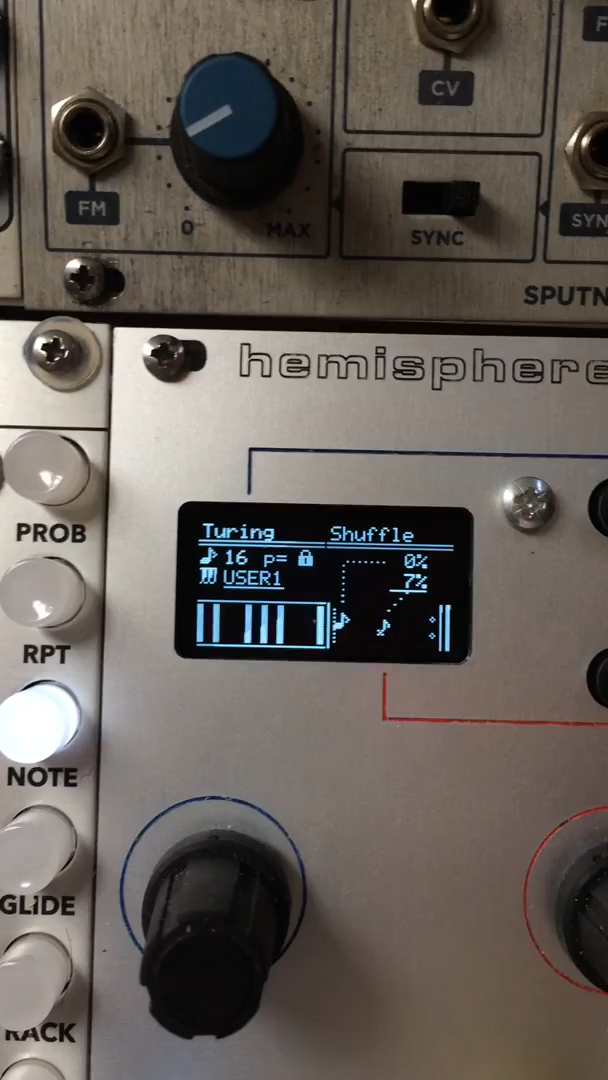 CV
FM
0
MAX
SYNC
SYN
SPUTN
hemisphere
PROB
RPT
NOTE
GLIDE
RACK
Turing
Shuffle
16 p=
0%
USER1
7%